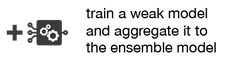 train a weak model
and aggregate it to
the ensemble model